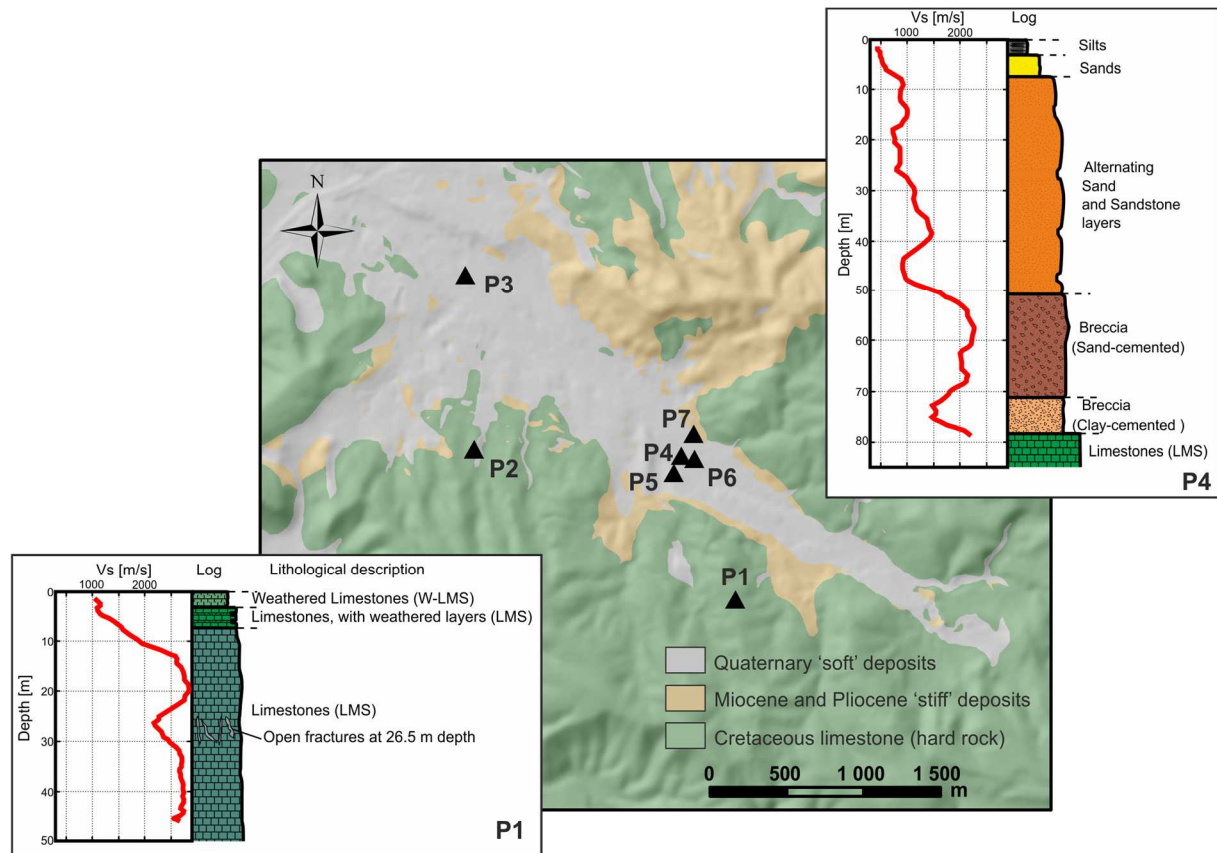 Vs [m/s]
Log
1000
2000
0
10
20
30
40
50
60
70
80
Depth [m]
Silts
Sands
Alternating
Sand
and Sandstone
layers
Breccia
(Sand-cemented)
Breccia
(Clay-cemented )
Limestones (LMS)
P4
N
P3
P2
P7
P4
P6
P5
P1
Quaternary ‘soft’ deposits
Miocene and Pliocene ‘stiff’ deposits
Cretaceous limestone (hard rock)
0
500
1 000
1 500
m
Vs [m/s]
Log
Lithological description
1000
2000
0
10
20
30
40
50
Depth [m]
Weathered Limestones (W-LMS)
Limestones, with weathered layers (LMS)
Limestones (LMS)
Open fractures at 26.5 m depth
P1